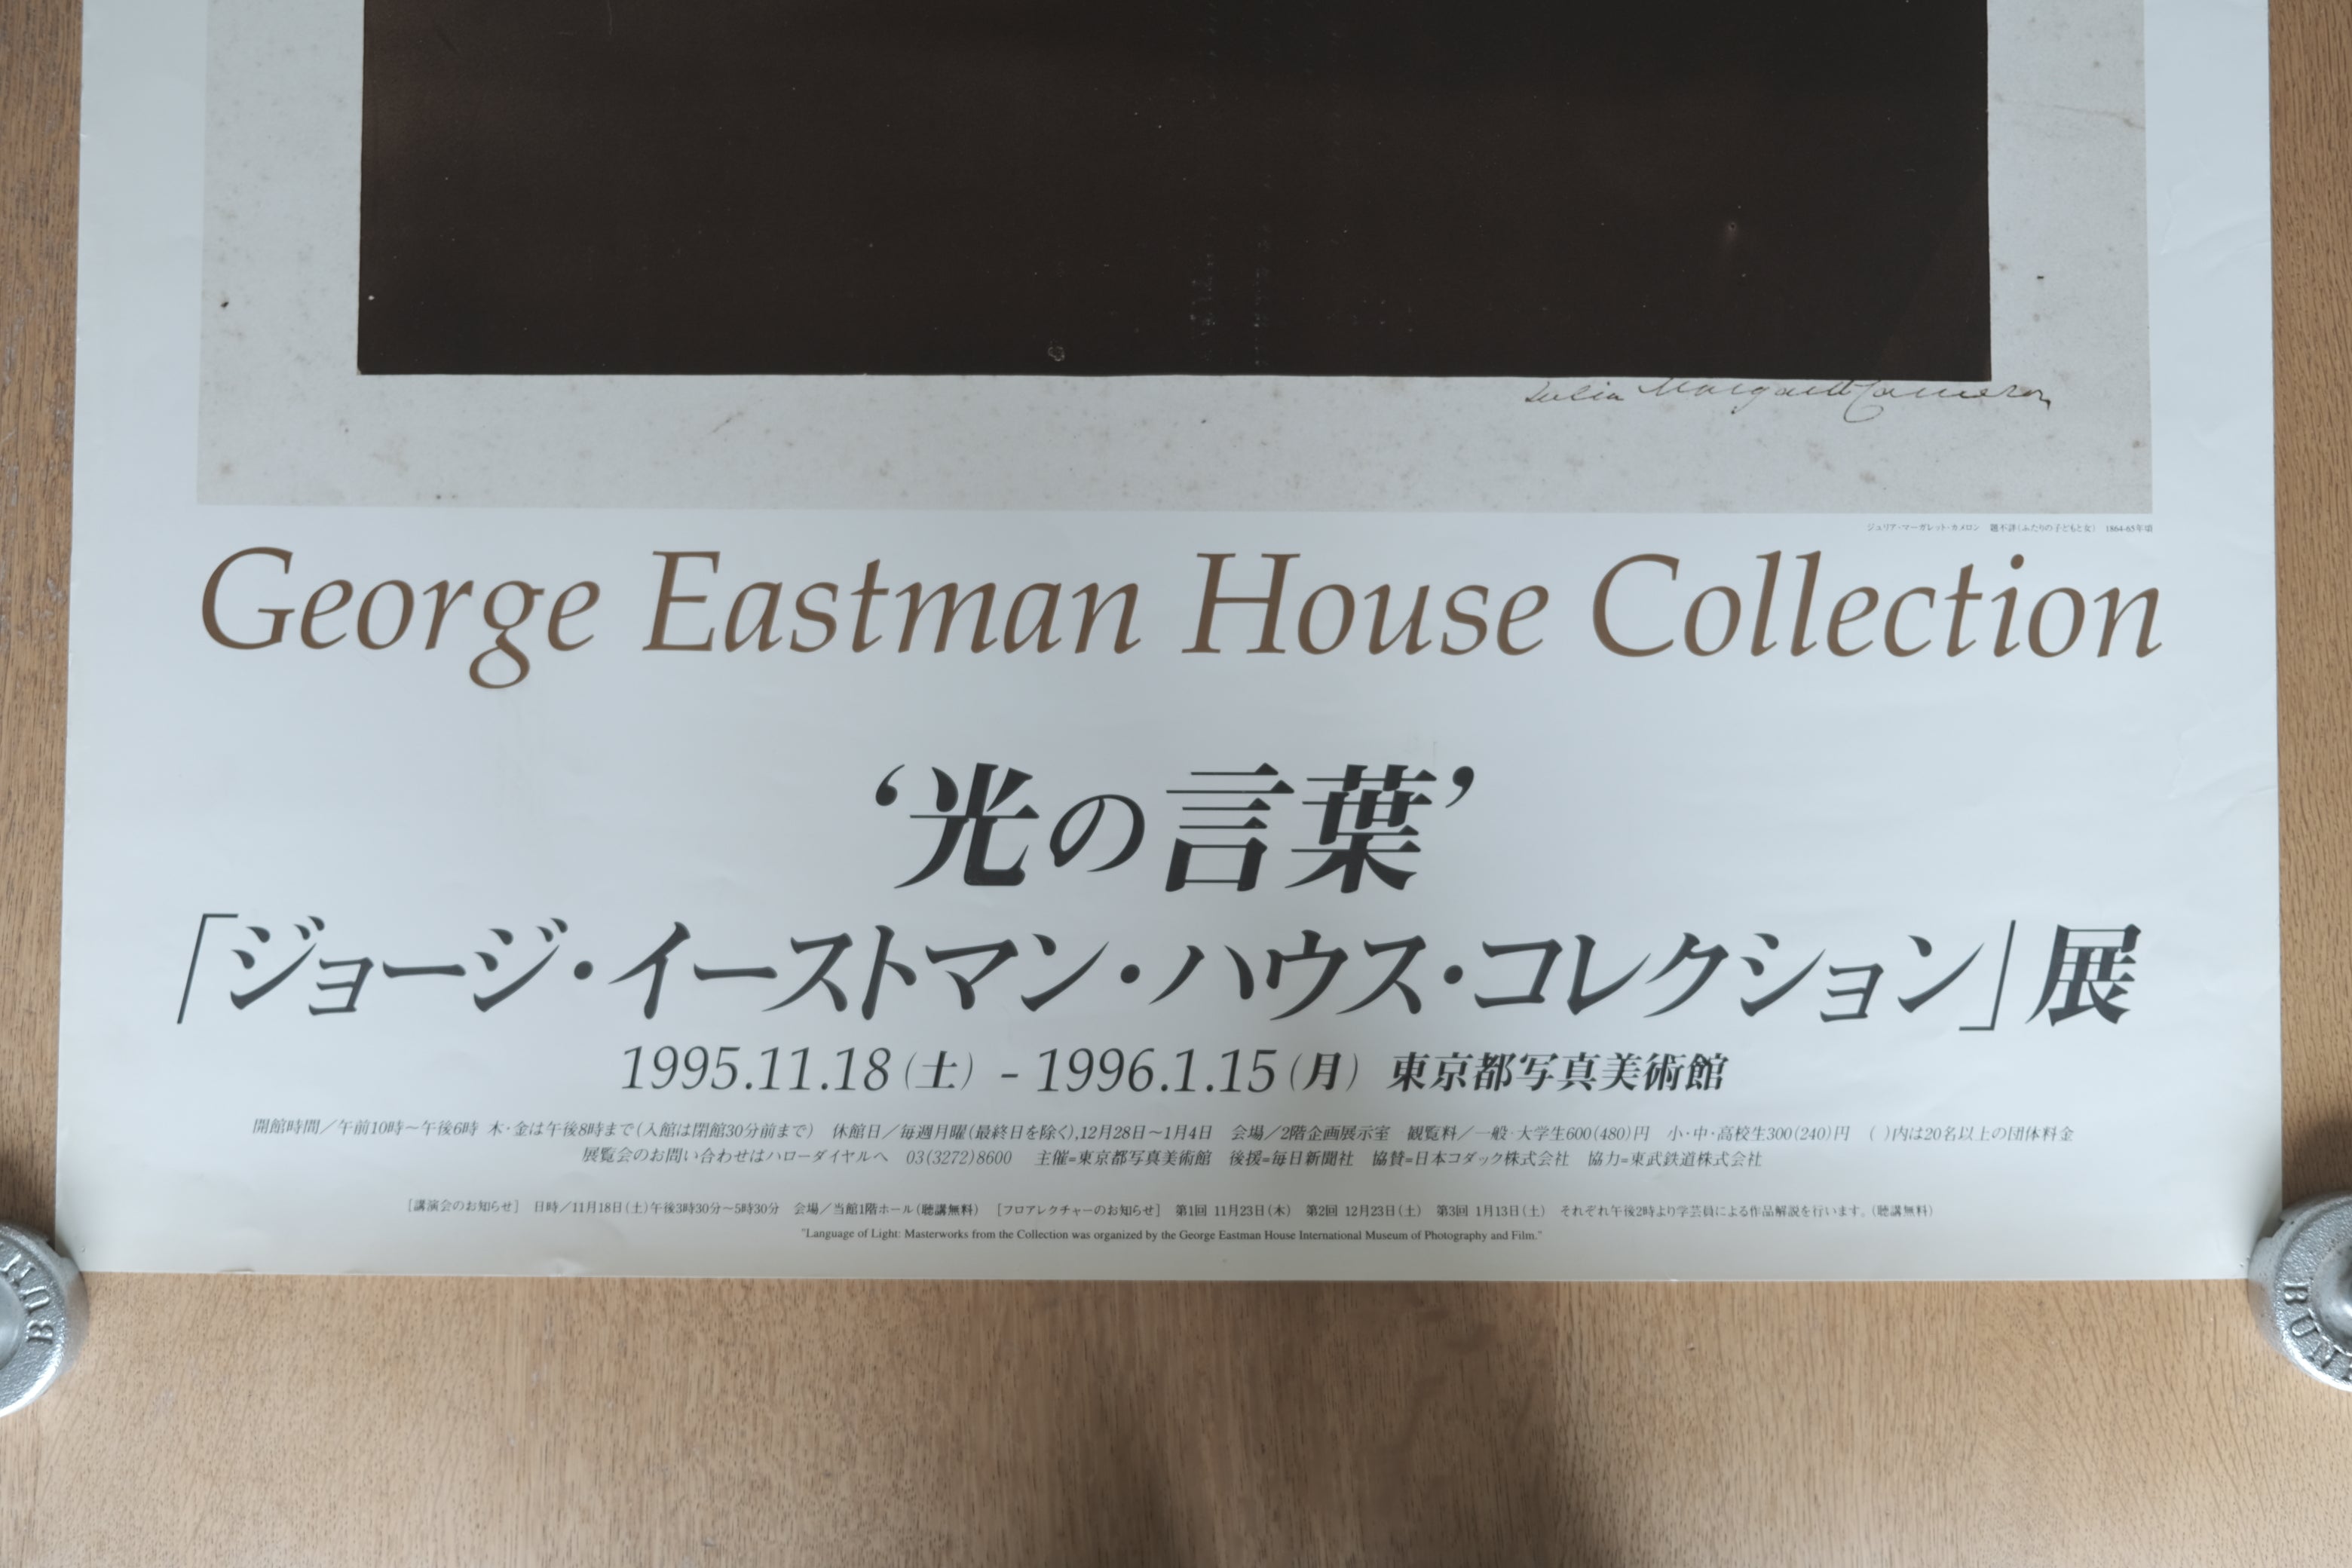 Julia Margaret Cameron
ジュリア・マーガレット・カメロン 題不詳(ふたりの子どもと女) 1864-65年頃
George Eastman House Collection
‘光の言葉’
「ジョージ・イーストマン・ハウス・コレクション」展
1995.11.18(土) - 1996.1.15(月) 東京都写真美術館
開館時間/午前10時～午後6時 木・金は午後8時まで(入館は閉館30分前まで) 休館日/毎週月曜(最終日を除く),12月28日～1月4日 会場/2階企画展示室 観覧料/一般・大学生600(480)円 小・中・高校生300(240)円 ( )内は20名以上の団体料金
展覧会のお問い合わせはハローダイヤルへ 03(3272)8600 主催=東京都写真美術館 後援=毎日新聞社 協賛=日本コダック株式会社 協力=東武鉄道株式会社
[講演会のお知らせ] 日時/11月18日(土)午後3時30分～5時30分 会場/当館1階ホール(聴講無料) [フロアレクチャーのお知らせ] 第1回 11月23日(木) 第2回 12月23日(土) 第3回 1月13日(土) それぞれ午後2時より学芸員による作品解説を行います。(聴講無料)
"Language of Light: Masterworks from the Collection was organized by the George Eastman House International Museum of Photography and Film."